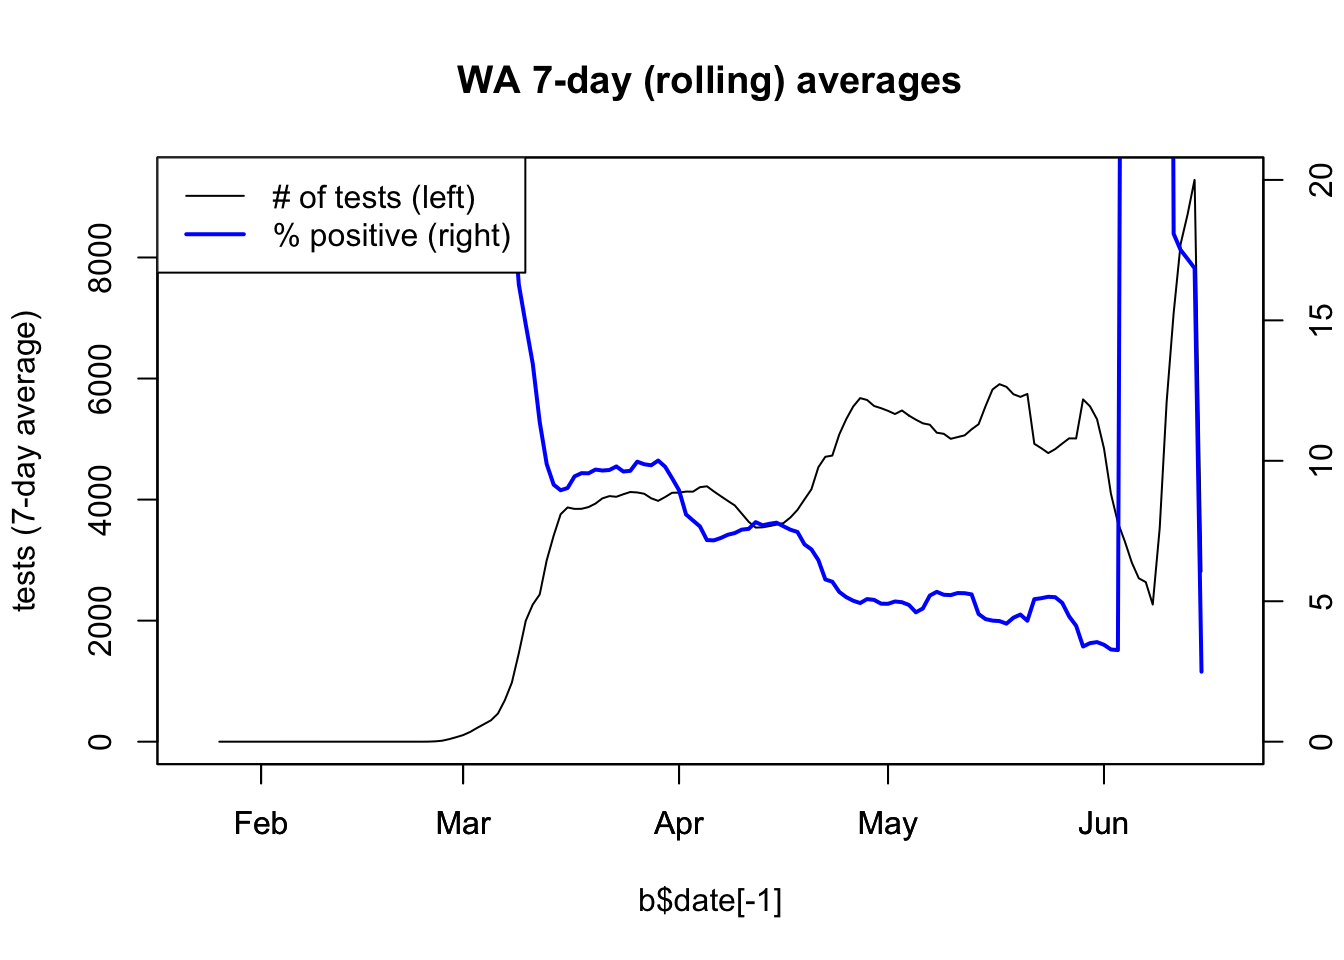 WA 7-day (rolling) averages
# of tests (left)
% positive (right)
tests (7-day average)
0
2000
4000
6000
8000
0
5
10
15
20
Feb
Mar
Apr
May
Jun
b$date[-1]